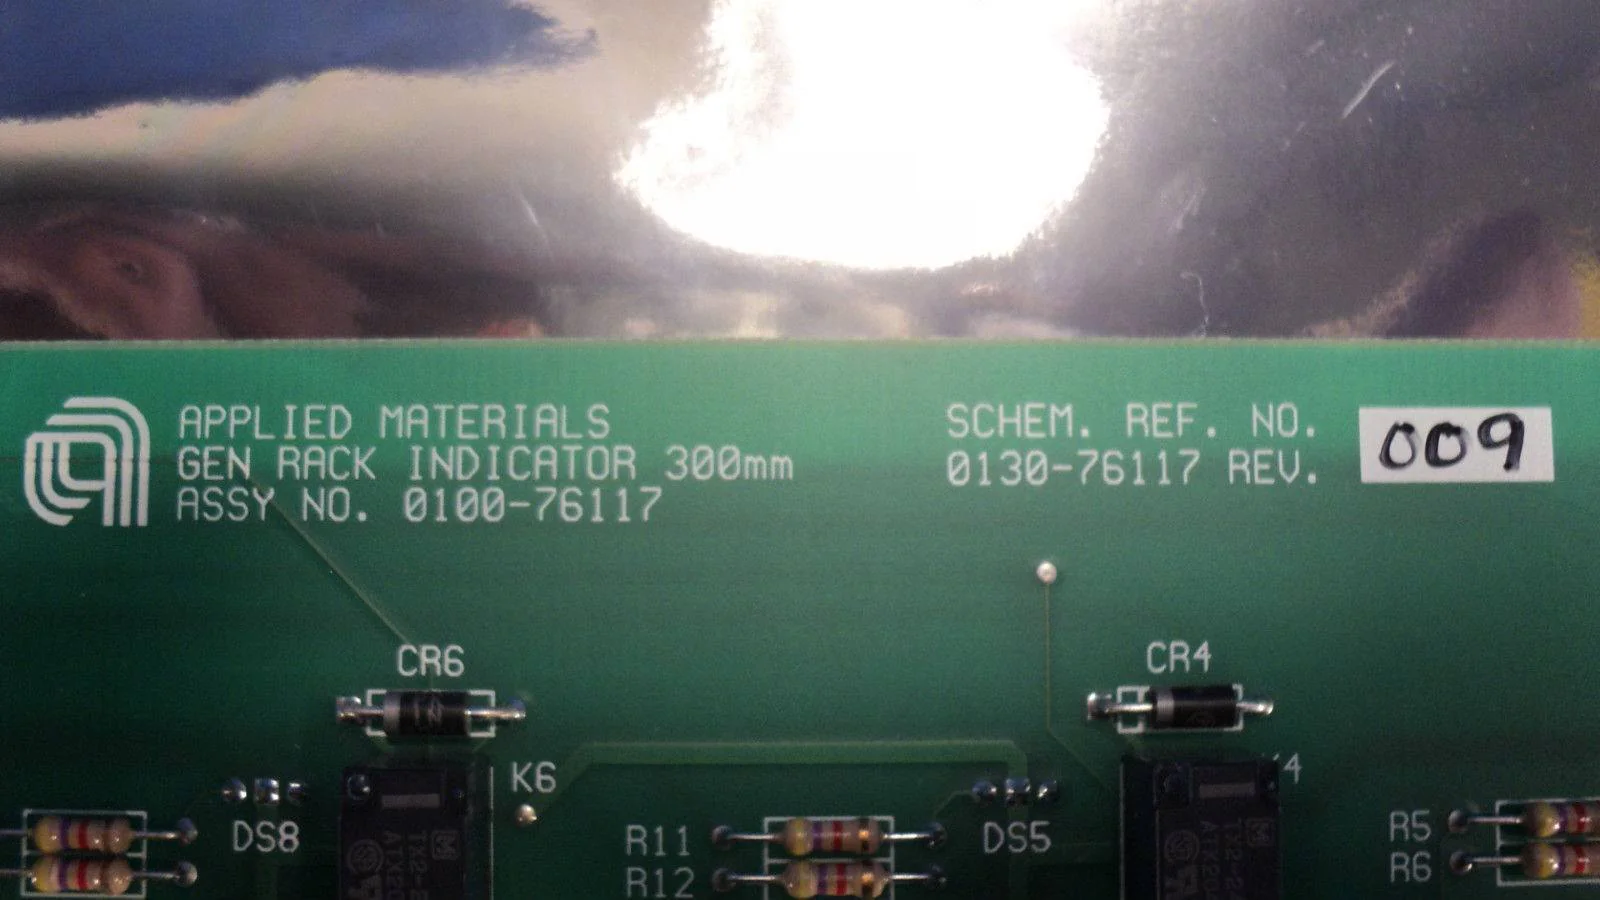 APPLIED MATERIALS
GEN RACK INDICATOR 300mm
ASSY NO. 0100-76117
SCHEM. REF. NO.
0130-76117 REV.
009
CR6
CR4
K6
DS8
R11
R12
DS5
R5
R6